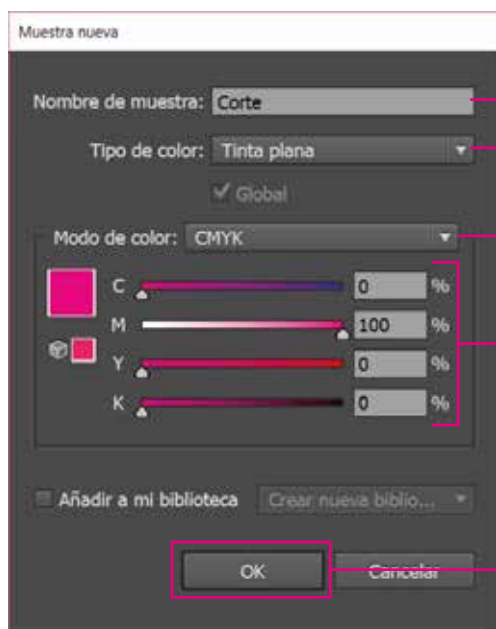 Muestra nueva
Nombre de muestra: Corte
Tipo de color: Tinta plana
Global
Modo de color: CMYK
C 0 %
M 100 %
Y 0 %
K 0 %
Añadir a mi biblioteca Crear nueva biblio...
OK Cancelar